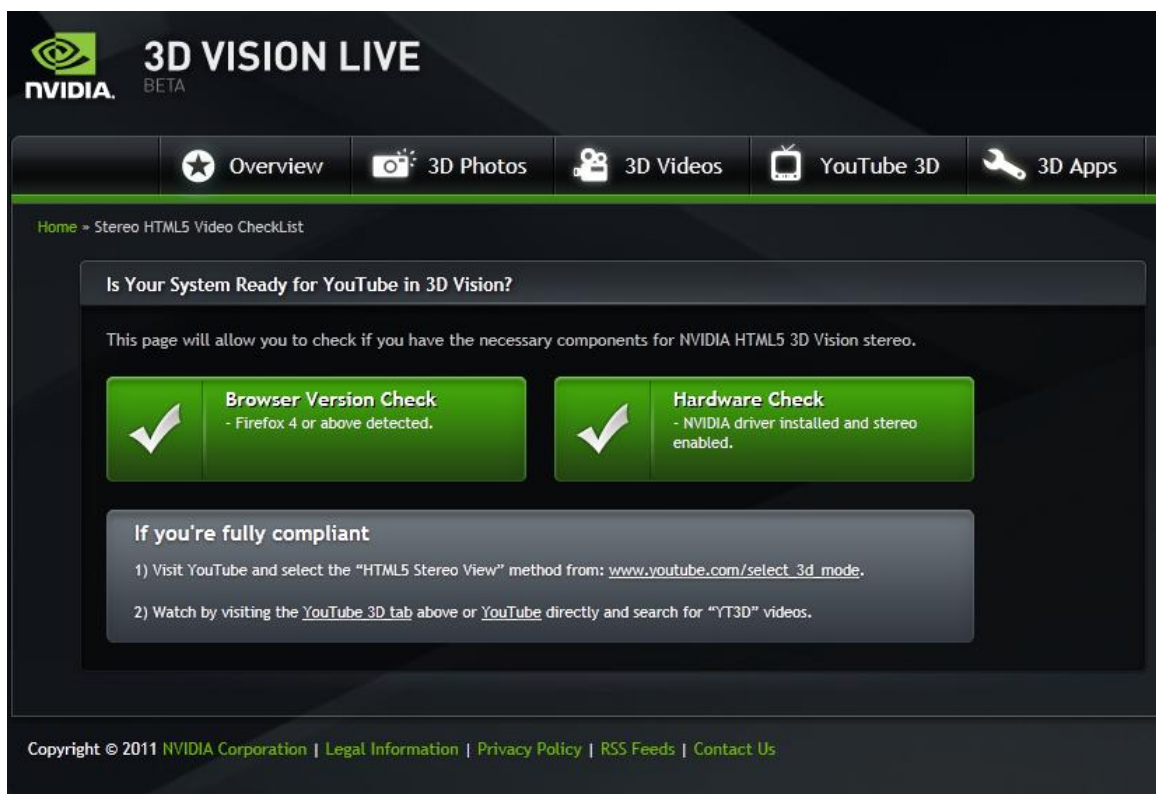 NVIDIA.
3D VISION LIVE
BETA
Overview
3D Photos
3D Videos
YouTube 3D
3D Apps
Home » Stereo HTML5 Video CheckList
Is Your System Ready for YouTube in 3D Vision?
This page will allow you to check if you have the necessary components for NVIDIA HTML5 3D Vision stereo.
Browser Version Check
- Firefox 4 or above detected.
Hardware Check
- NVIDIA driver installed and stereo
enabled.
If you're fully compliant
1) Visit YouTube and select the “HTML5 Stereo View” method from: www.youtube.com/select_3d_mode.
2) Watch by visiting the YouTube 3D tab above or YouTube directly and search for “YT3D” videos.
Copyright © 2011 NVIDIA Corporation | Legal Information | Privacy Policy | RSS Feeds | Contact Us